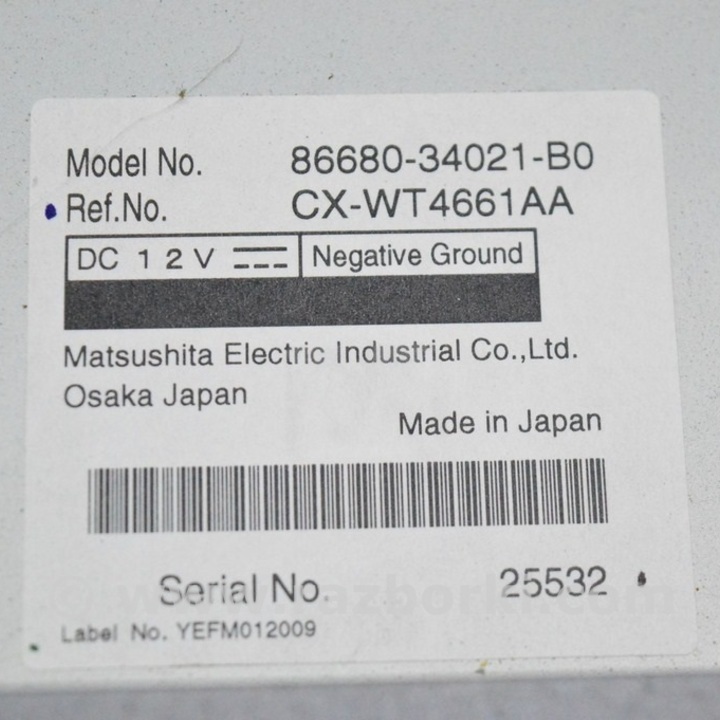 Model No. 86680-34021-B0
Ref.No. CX-WT4661AA
DC 12V Negative Ground
Matsushita Electric Industrial Co.,Ltd.
Osaka Japan
Made in Japan
Serial No. 25532
Label No. YEFM012009